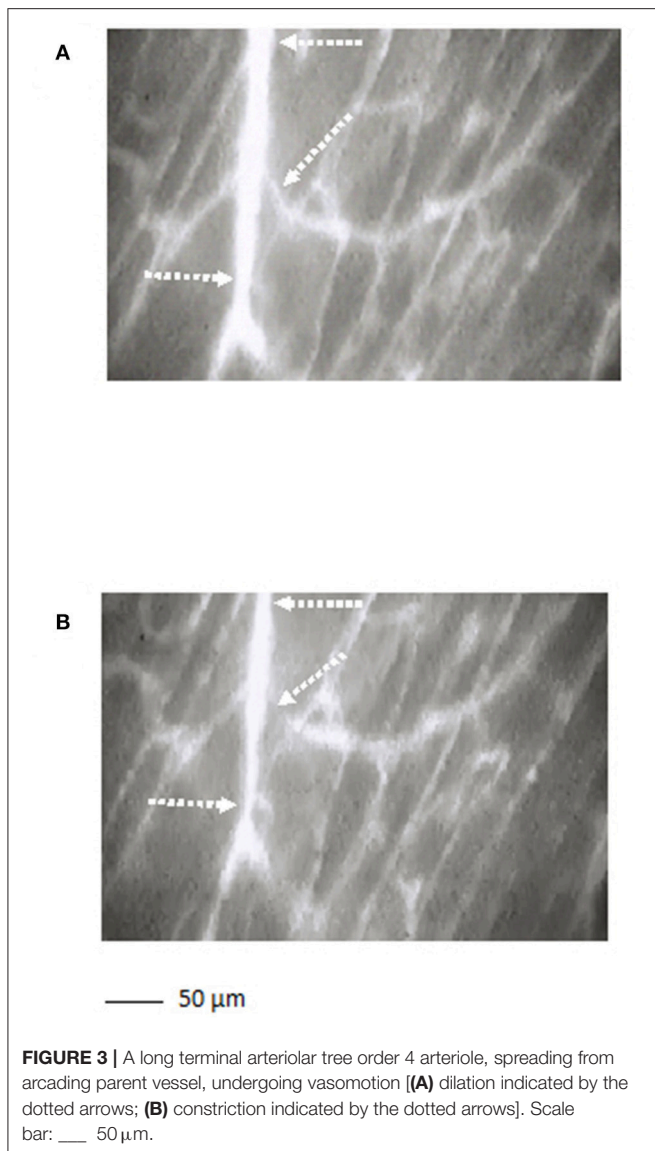 A
B
50 μm
FIGURE 3 | A long terminal arteriolar tree order 4 arteriole, spreading from
arcading parent vessel, undergoing vasomotion [(A) dilation indicated by the
dotted arrows; (B) constriction indicated by the dotted arrows]. Scale
bar: ___ 50 μm.